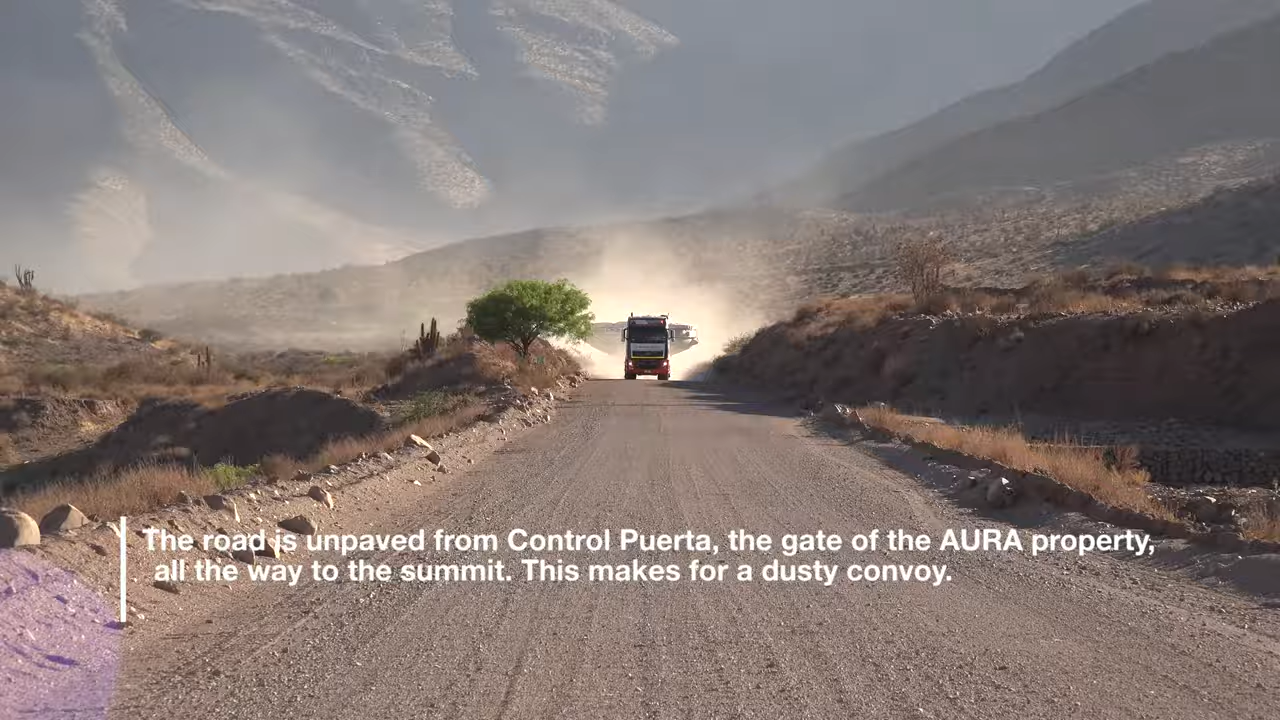 The road is unpaved from Control Puerta, the gate of the AURA property,
all the way to the summit. This makes for a dusty convoy.